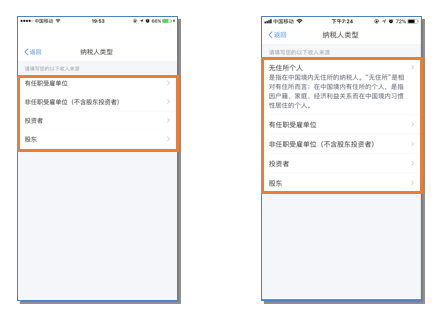 中国移动 19:53 66%
返回 纳税人类型
请填写您的以下收入来源
有任职受雇单位
非任职受雇单位（不含股东投资者）
投资者
股东
中国移动 下午7:24 72%
返回 纳税人类型
请填写您的以下收入来源
无住所个人
是指在中国境内无住所的纳税人。“无住所”是相
对有住所而言：在中国境内有住所的个人，是指
因户籍、家庭、经济利益关系而在中国境内习惯
性居住的个人。
有任职受雇单位
非任职受雇单位（不含股东投资者）
投资者
股东